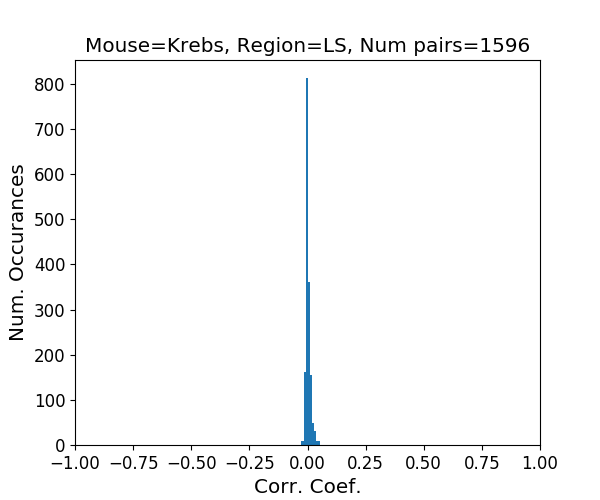 Mouse=Krebs, Region=LS, Num pairs=1596
800
700
600
500
400
300
200
100
0
Num. Occurances
−1.00 −0.75 −0.50 −0.25 0.00 0.25 0.50 0.75 1.00
Corr. Coef.